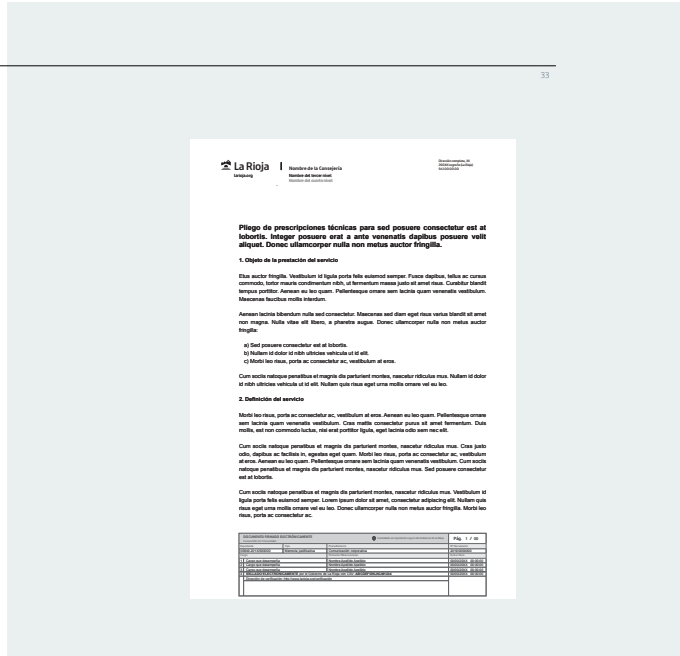 33
La Rioja
larioja.org
Nombre de la Consejería
Nombre del tercer nivel
Nombre del cuarto nivel
Pliego de prescripciones técnicas para sed posuere consectetur est at
lobortis. Integer posuere erat a ante venenatis dapibus posuere velit
aliquet. Donec ullamcorper nulla non metus auctor fringilla.
1. Objeto de la prestación del servicio
Etus auctor fringilla. Vestibulum id ligula porta felis euismod semper. Fusce dapibus, tellus ac cursus
commodo, tortor mauris condimentum nibh, ut fermentum massa justo sit amet risus. Curabitur blandit
tempus porttitor. Aenean eu leo quam. Pellentesque ornare sem lacinia quam venenatis vestibulum.
Maecenas faucibus mollis interdum.
Aenean lacinia bibendum nulla sed consectetur. Maecenas sed diam eget risus varius blandit sit amet
non magna. Nulla vitae elit libero, a pharetra augue. Donec ullamcorper nulla non metus auctor
fringilla:
a) Sed posuere consectetur est at lobortis.
b) Nullam id dolor id nibh ultricies vehicula ut id elit.
c) Morbi leo risus, porta ac consectetur ac, vestibulum at eros.
Cum sociis natoque penatibus et magnis dis parturient montes, nascetur ridiculus mus. Nullam id dolor
id nibh ultricies vehicula ut id elit. Nullam quis risus eget urna mollis ornare vel eu leo.
2. Definición del servicio
Morbi leo risus, porta ac consectetur ac, vestibulum at eros. Aenean eu leo quam. Pellentesque ornare
sem lacinia quam venenatis vestibulum. Cras mattis consectetur purus sit amet fermentum. Duis
mollis, est non commodo luctus, nisi erat porttitor ligula, eget lacinia odio sem nec elit.
Cum sociis natoque penatibus et magnis dis parturient montes, nascetur ridiculus mus. Cras justo
odio, dapibus ac facilisis in, egestas eget quam. Morbi leo risus, porta ac consectetur ac, vestibulum
at eros. Aenean eu leo quam. Pellentesque ornare sem lacinia quam venenatis vestibulum. Cum sociis
natoque penatibus et magnis dis parturient montes, nascetur ridiculus mus. Sed posuere consectetur
est at lobortis.
Cum sociis natoque penatibus et magnis dis parturient montes, nascetur ridiculus mus. Vestibulum id
ligula porta felis euismod semper. Lorem ipsum dolor sit amet, consectetur adipiscing elit. Nullam quis
risus eget urna mollis ornare vel eu leo. Donec ullamcorper nulla non metus auctor fringilla. Morbi leo
risus, porta ac consectetur ac.
Pág. 1 / 00